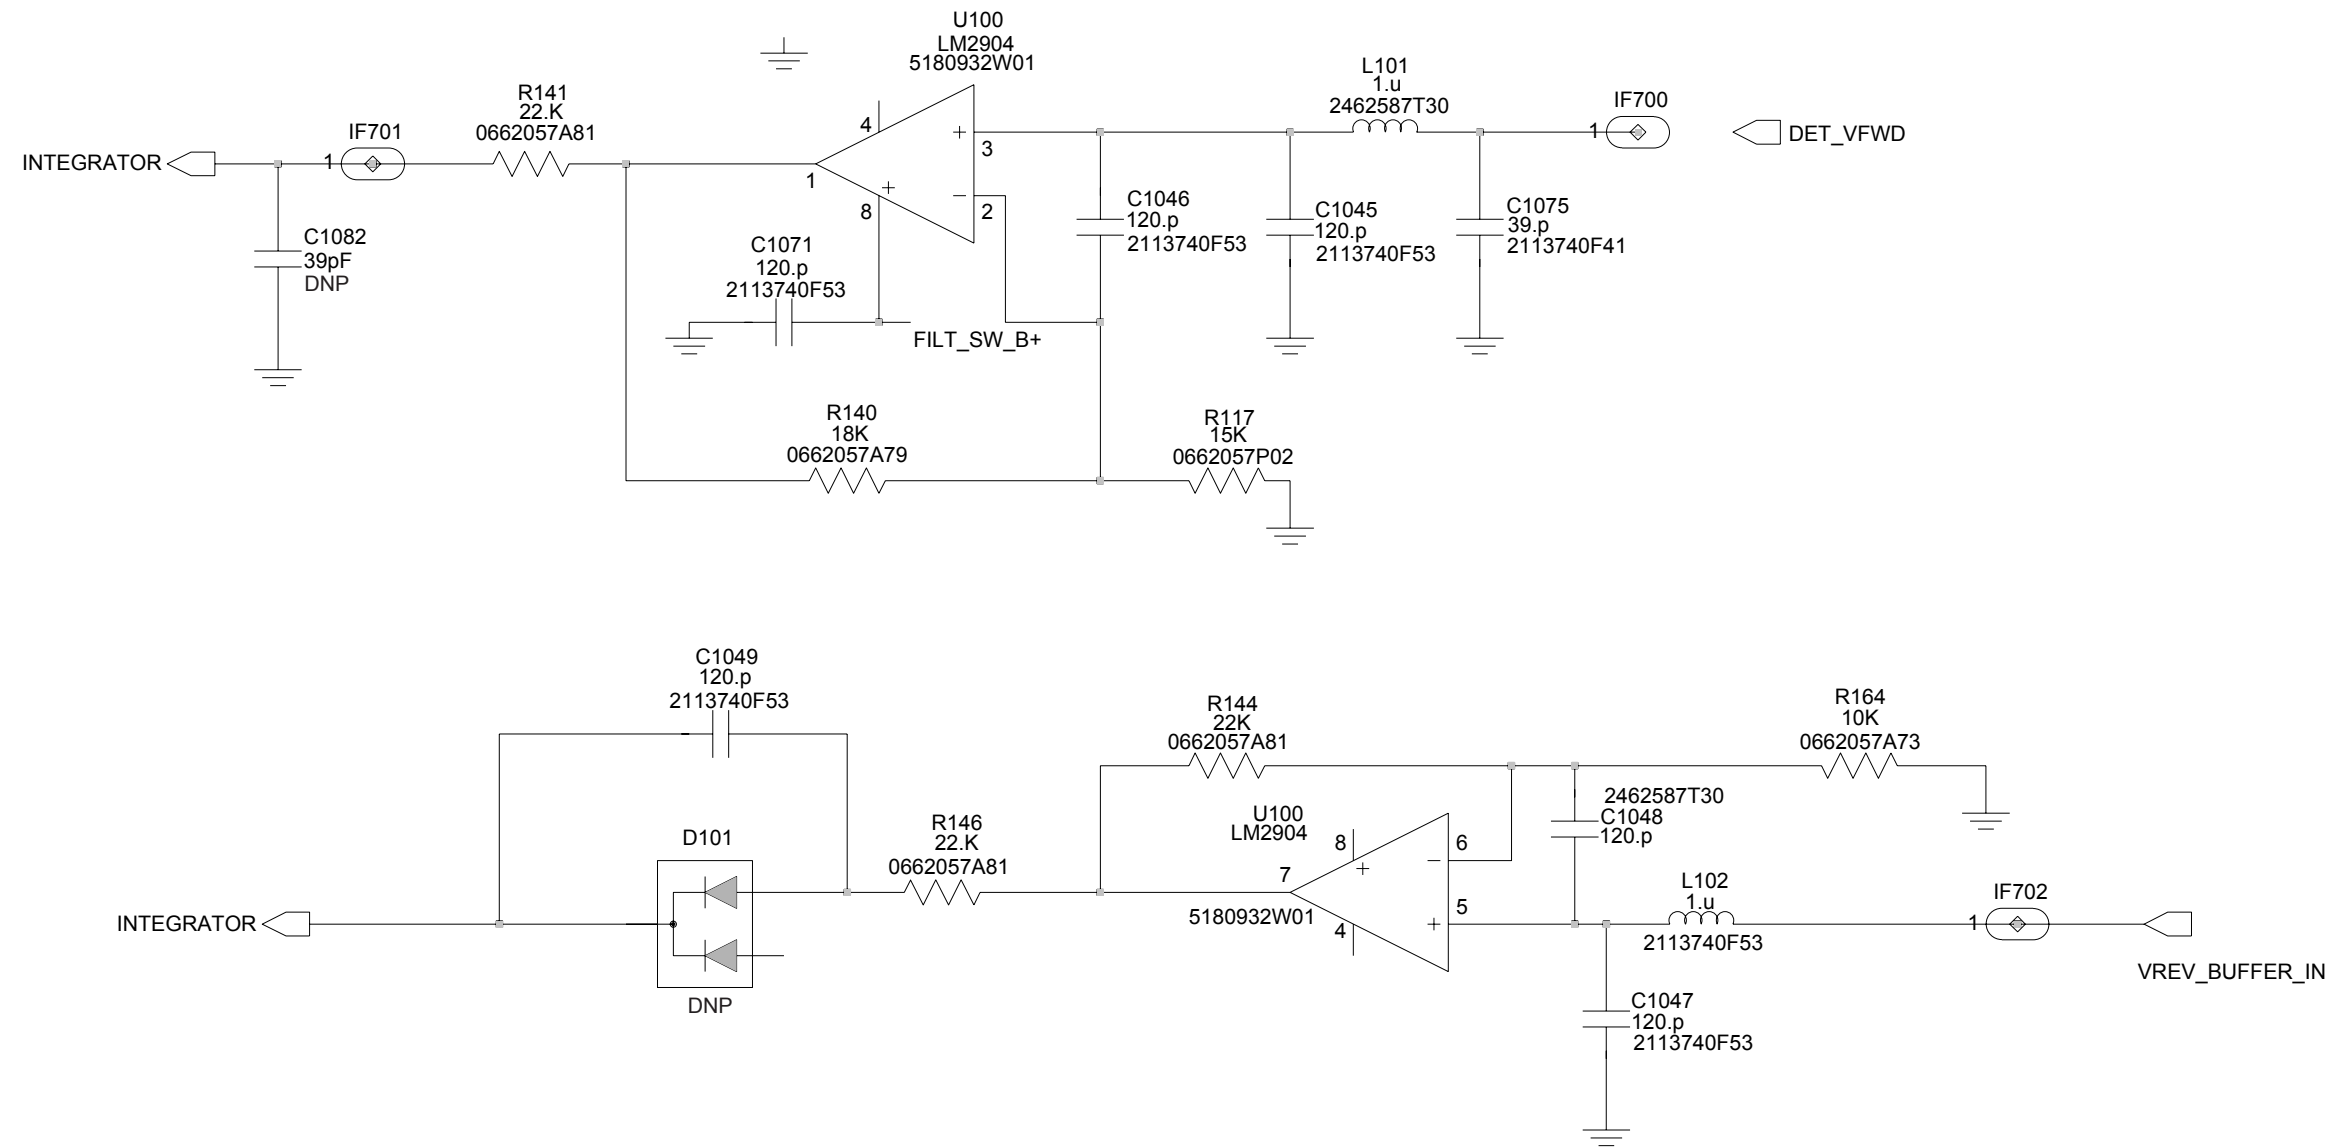 U100
LM2904
5180932W01
L101
1.u
2462587T30
IF700
1
DET_VFWD
R141
22.K
0662057A81
IF701
1
INTEGRATOR
4
+
3
1
+
8
−
2
C1046
120.p
2113740F53
C1045
120.p
2113740F53
C1075
39.p
2113740F41
C1082
39pF
DNP
C1071
120.p
2113740F53
FILT_SW_B+
R140
18K
0662057A79
R117
15K
0662057P02
C1049
120.p
2113740F53
R144
22K
0662057A81
R164
10K
0662057A73
2462587T30
C1048
120.p
U100
LM2904
8
+
6
−
7
5180932W01
5
+
4
D101
DNP
R146
22.K
0662057A81
L102
1.u
2113740F53
IF702
1
INTEGRATOR
VREV_BUFFER_IN
C1047
120.p
2113740F53